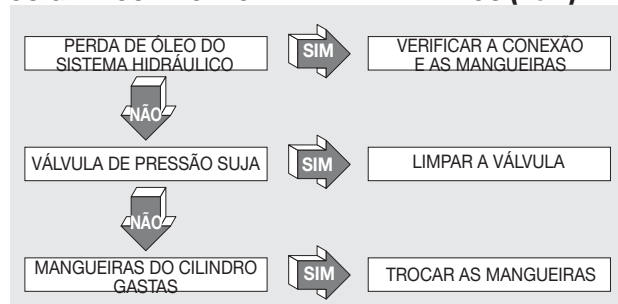 PERDA DE ÓLEO DO
SISTEMA HIDRÁULICO
SIM
VERIFICAR A CONEXÃO
E AS MANGUEIRAS
NÃO
VÁLVULA DE PRESSÃO SUJA
SIM
LIMPAR A VÁLVULA
NÃO
MANGUEIRAS DO CILINDRO
GASTAS
SIM
TROCAR AS MANGUEIRAS